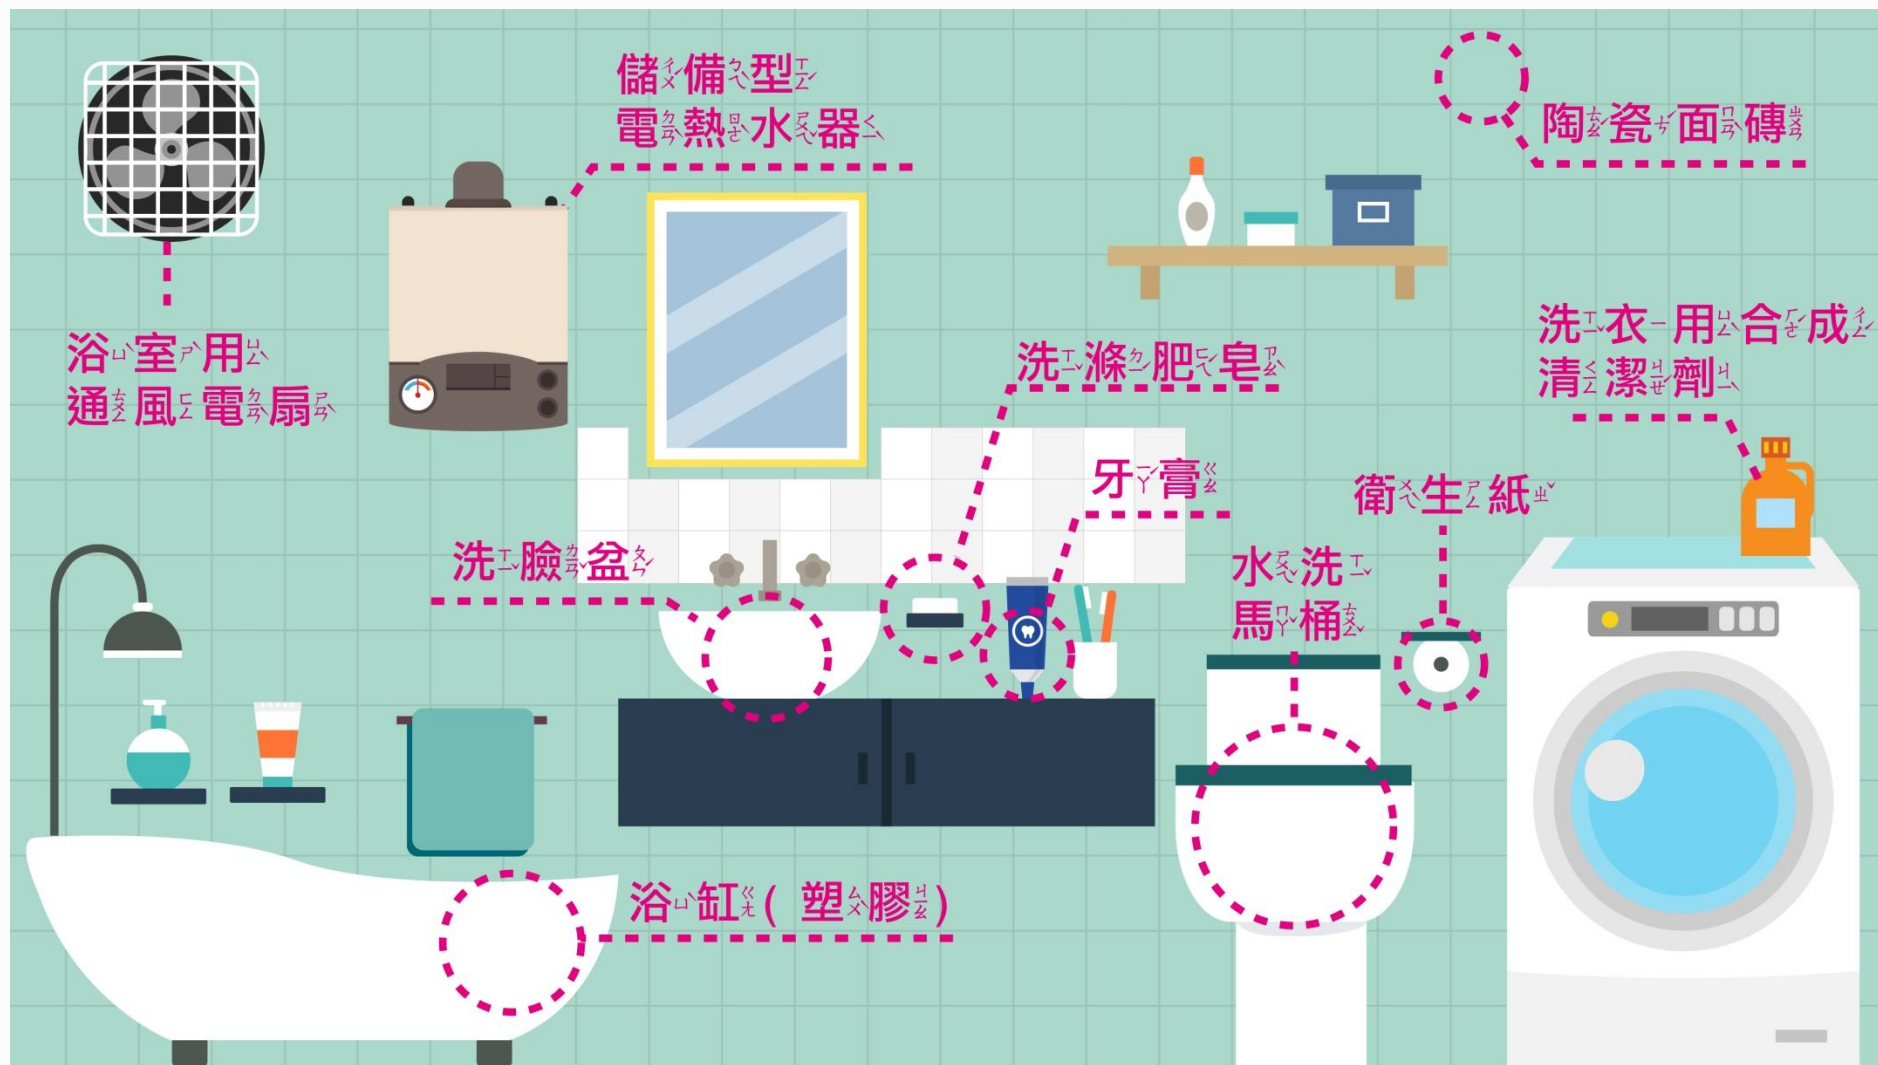 儲備型
電熱水器
陶瓷面磚
浴室用
通風電扇
洗滌肥皂
洗衣用合成
清潔劑
牙膏
衛生紙
洗臉盆
水洗
馬桶
浴缸(塑膠)